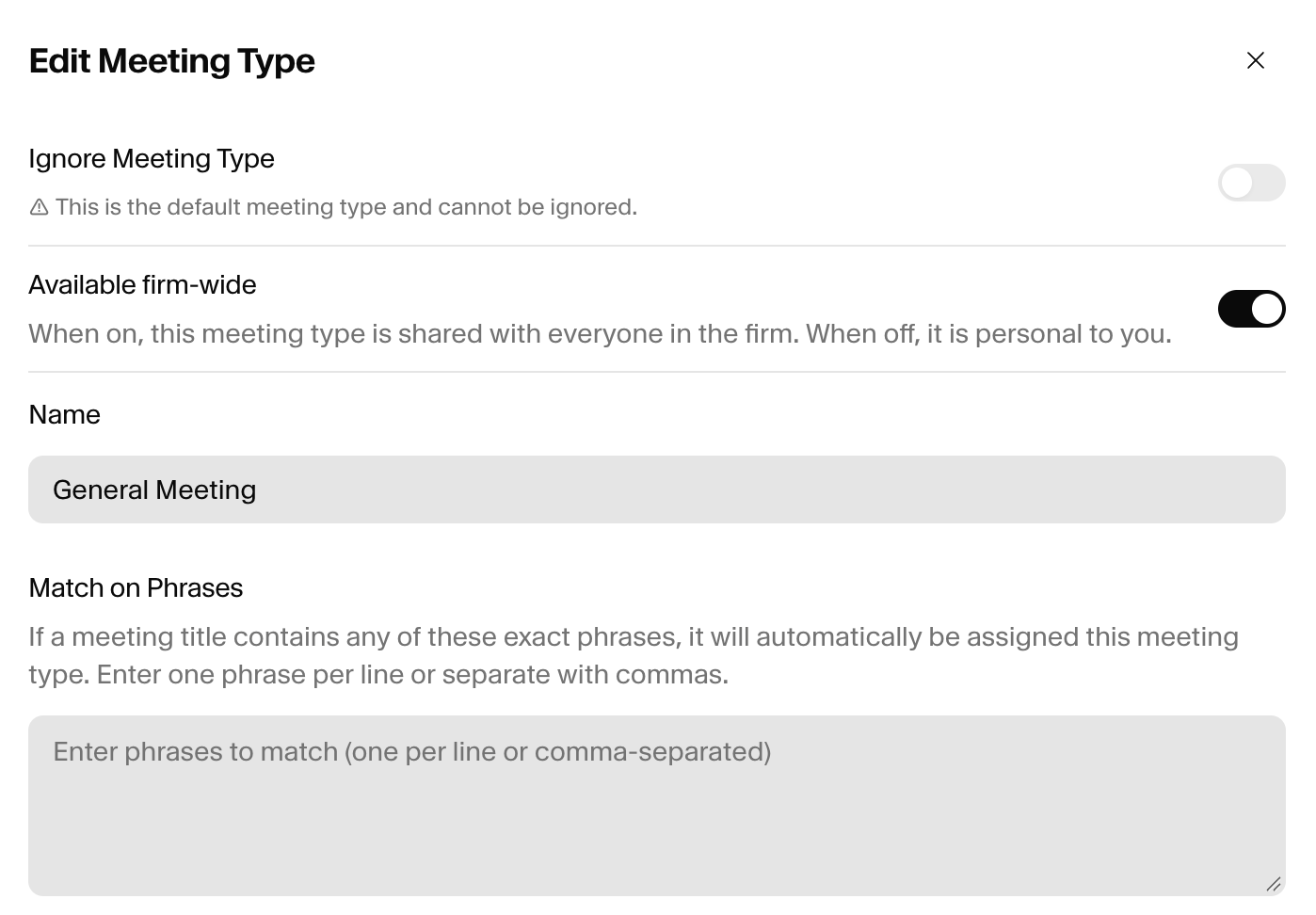 Edit Meeting Type
Ignore Meeting Type
This is the default meeting type and cannot be ignored.
Available firm-wide
When on, this meeting type is shared with everyone in the firm. When off, it is personal to you.
Name
General Meeting
Match on Phrases
If a meeting title contains any of these exact phrases, it will automatically be assigned this meeting
type. Enter one phrase per line or separate with commas.
Enter phrases to match (one per line or comma-separated)